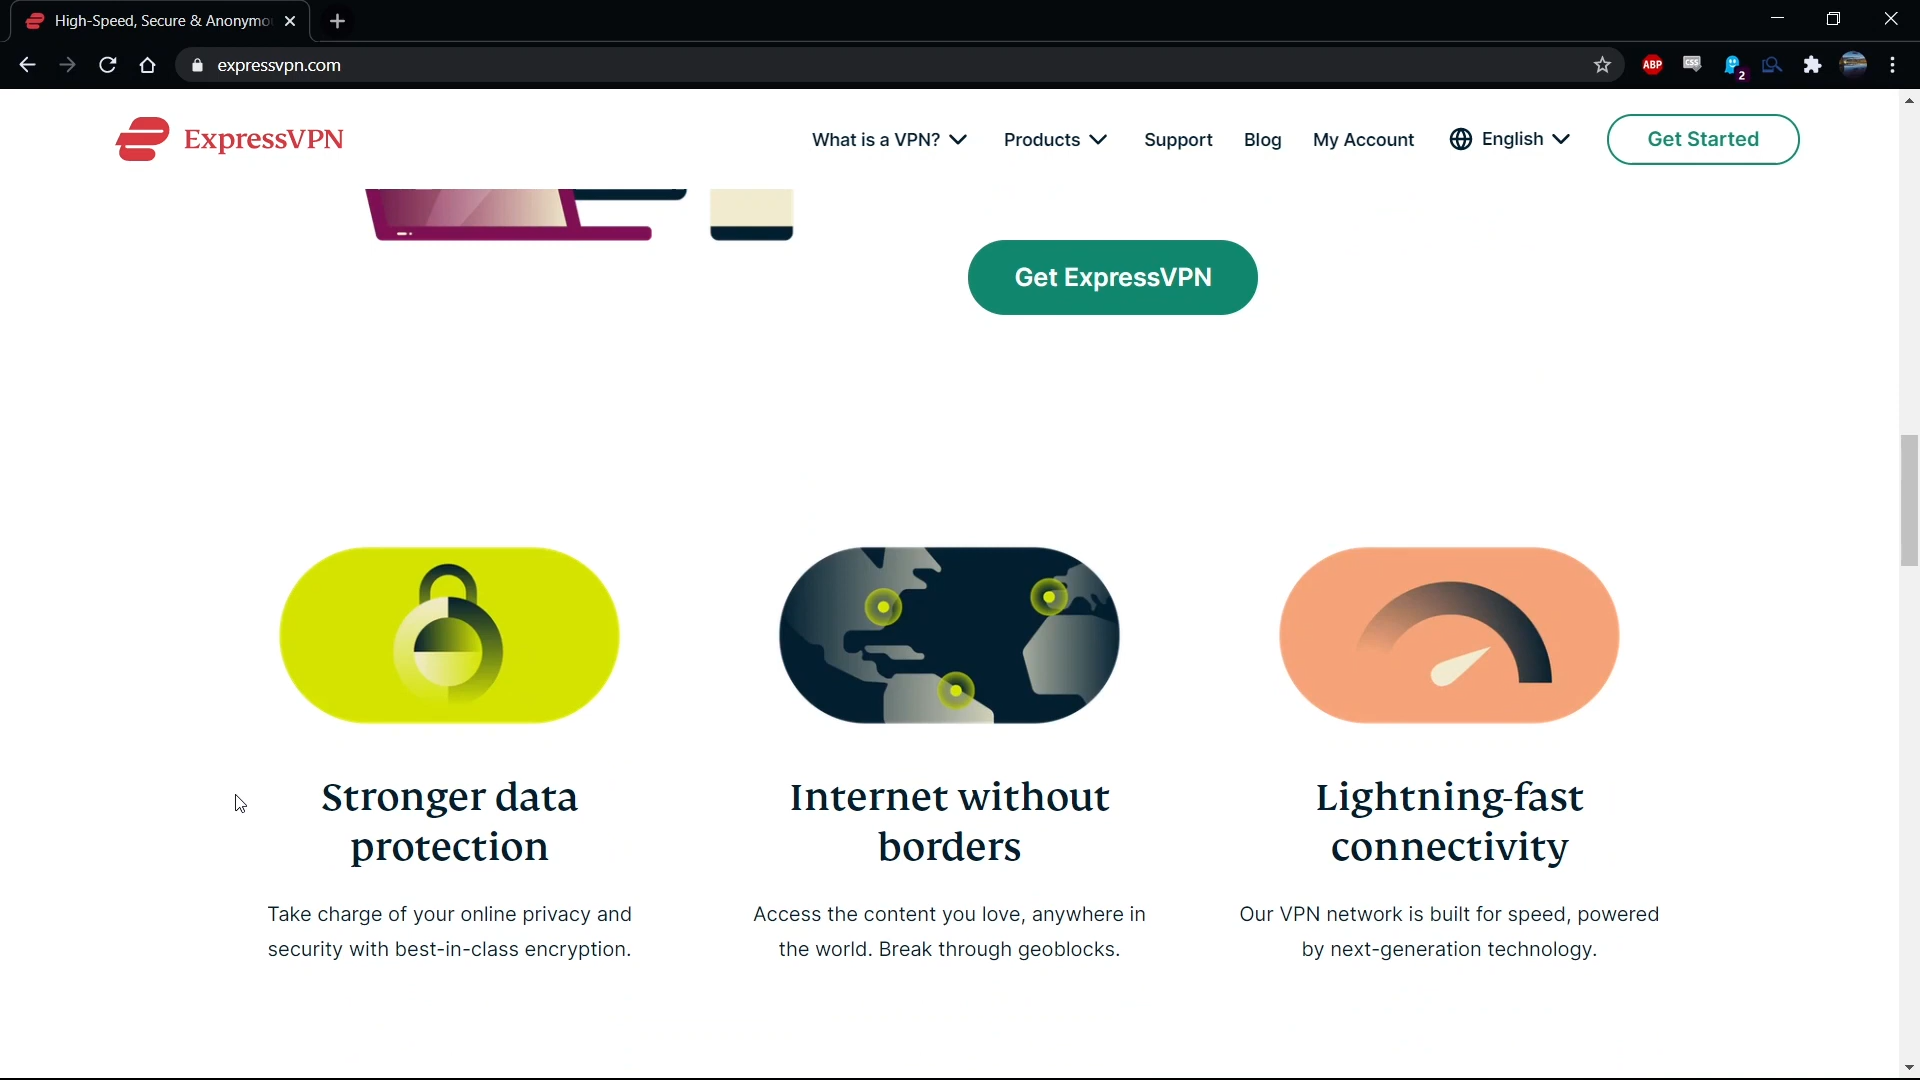 High-Speed, Secure & Anonymo
expressvpn.com
ABP
CSS
2
ExpressVPN
What is a VPN?
Products
Support
Blog
My Account
English
Get Started
Get ExpressVPN
Stronger data
protection
Take charge of your online privacy and
security with best-in-class encryption.
Internet without
borders
Access the content you love, anywhere in
the world. Break through geoblocks.
Lightning-fast
connectivity
Our VPN network is built for speed, powered
by next-generation technology.